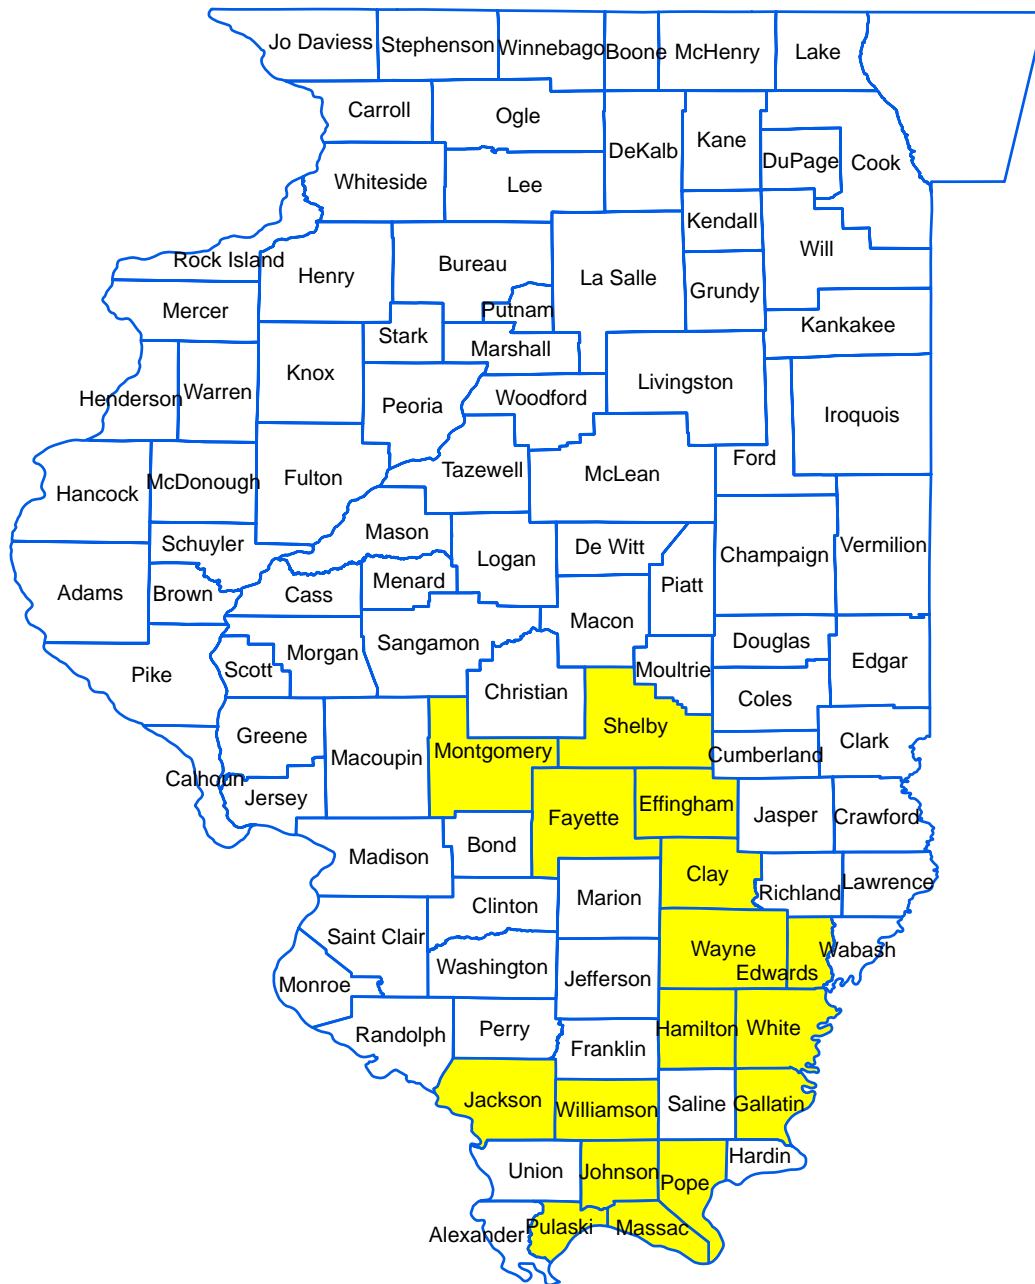 Jo Daviess
Stephenson
Winnebago
Boone
McHenry
Lake
Carroll
Ogle
DeKalb
Kane
DuPage
Cook
Whiteside
Lee
Kendall
Will
Rock Island
Henry
Bureau
La Salle
Grundy
Mercer
Putnam
Kankakee
Stark
Marshall
Knox
Livingston
Henderson
Warren
Peoria
Woodford
Iroquois
Hancock
McDonough
Fulton
Tazewell
McLean
Ford
Schuyler
Mason
Logan
De Witt
Champaign
Vermilion
Adams
Brown
Cass
Menard
Piatt
Macon
Pike
Scott
Morgan
Sangamon
Christian
Moultrie
Douglas
Edgar
Coles
Greene
Macoupin
Montgomery
Shelby
Cumberland
Clark
Calhoun
Jersey
Fayette
Effingham
Jasper
Crawford
Madison
Bond
Clay
Richland
Lawrence
Marion
Clinton
Saint Clair
Wayne
Edwards
Wabash
Washington
Jefferson
Monroe
Randolph
Perry
Franklin
Hamilton
White
Jackson
Williamson
Saline
Gallatin
Union
Johnson
Pope
Hardin
Alexander
Pulaski
Massac